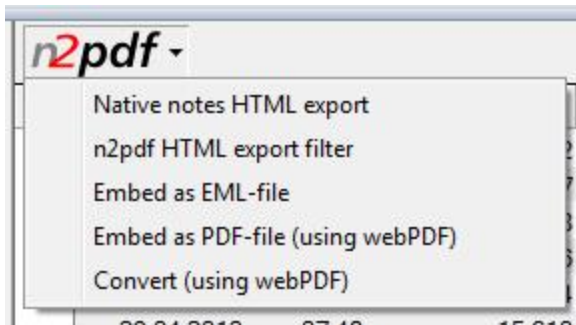 n2pdf
Native notes HTML export
n2pdf HTML export filter
Embed as EML-file
Embed as PDF-file (using webPDF)
Convert (using webPDF)